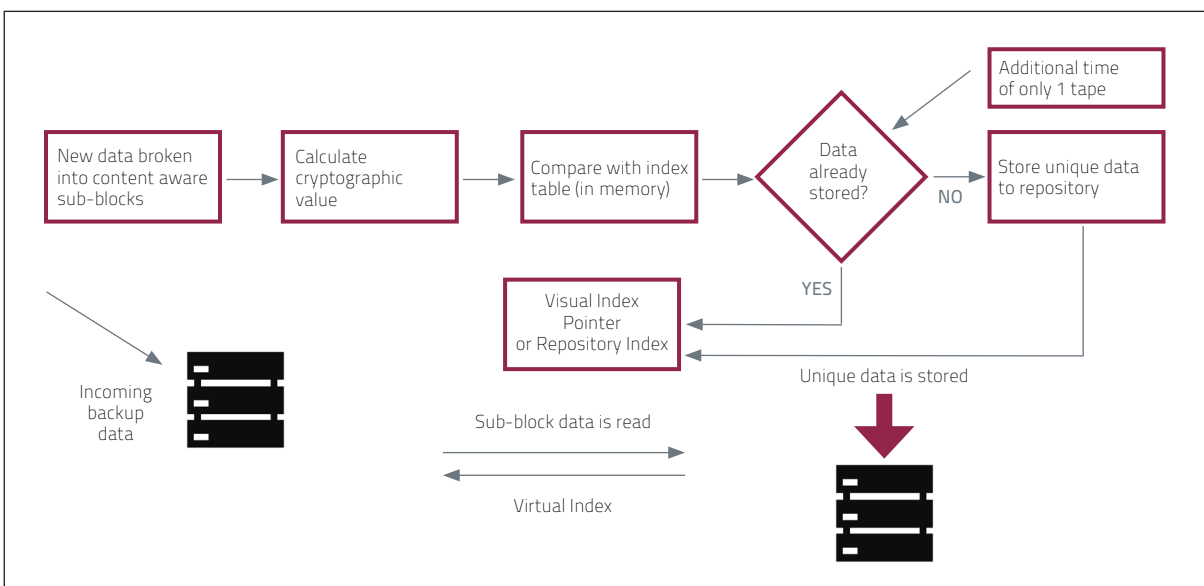 Additional time
of only 1 tape
New data broken
into content aware
sub-blocks
Calculate
cryptographic
value
Compare with index
table (in memory)
Data
already
stored?
NO
Store unique data
to repository
YES
Visual Index
Pointer
or Repository Index
Unique data is stored
Incoming
backup
data
Sub-block data is read
Virtual Index